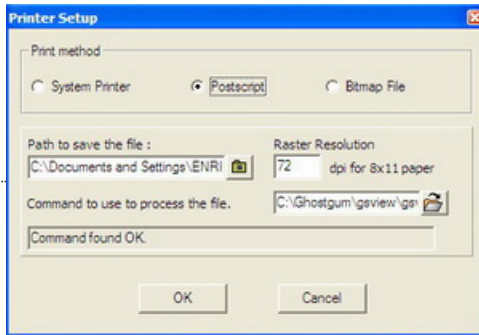 Printer Setup
Print method
System Printer Postscript Bitmap File
Path to save the file : Raster Resolution
C:\Documents and Settings\ENRI 72 dpi for 8x11 paper
Command to use to process the file. C:\Ghostgum\gsview\gsv
Command found OK.
OK Cancel